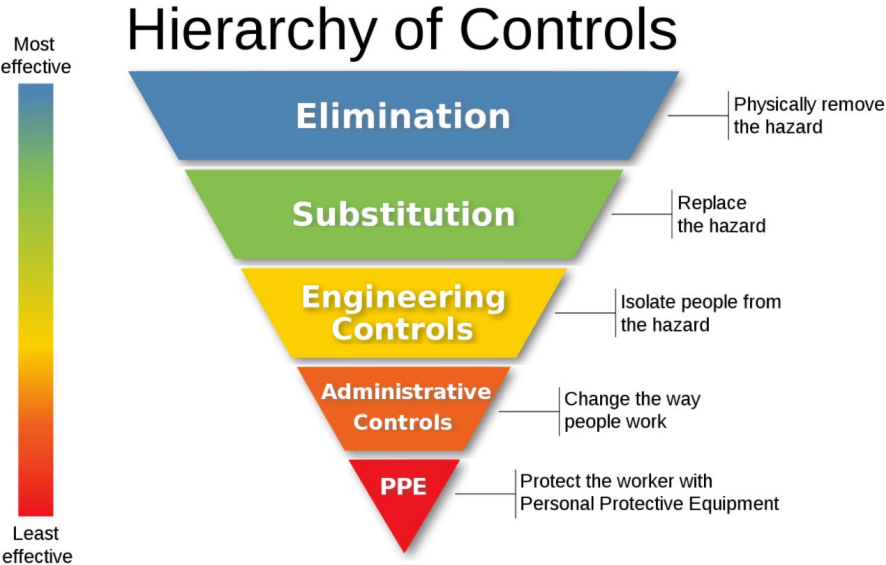 Hierarchy of Controls
Most
effective
Elimination
Physically remove
the hazard
Substitution
Replace
the hazard
Engineering
Controls
Isolate people from
the hazard
Administrative
Controls
Change the way
people work
PPE
Protect the worker with
Personal Protective Equipment
Least
effective